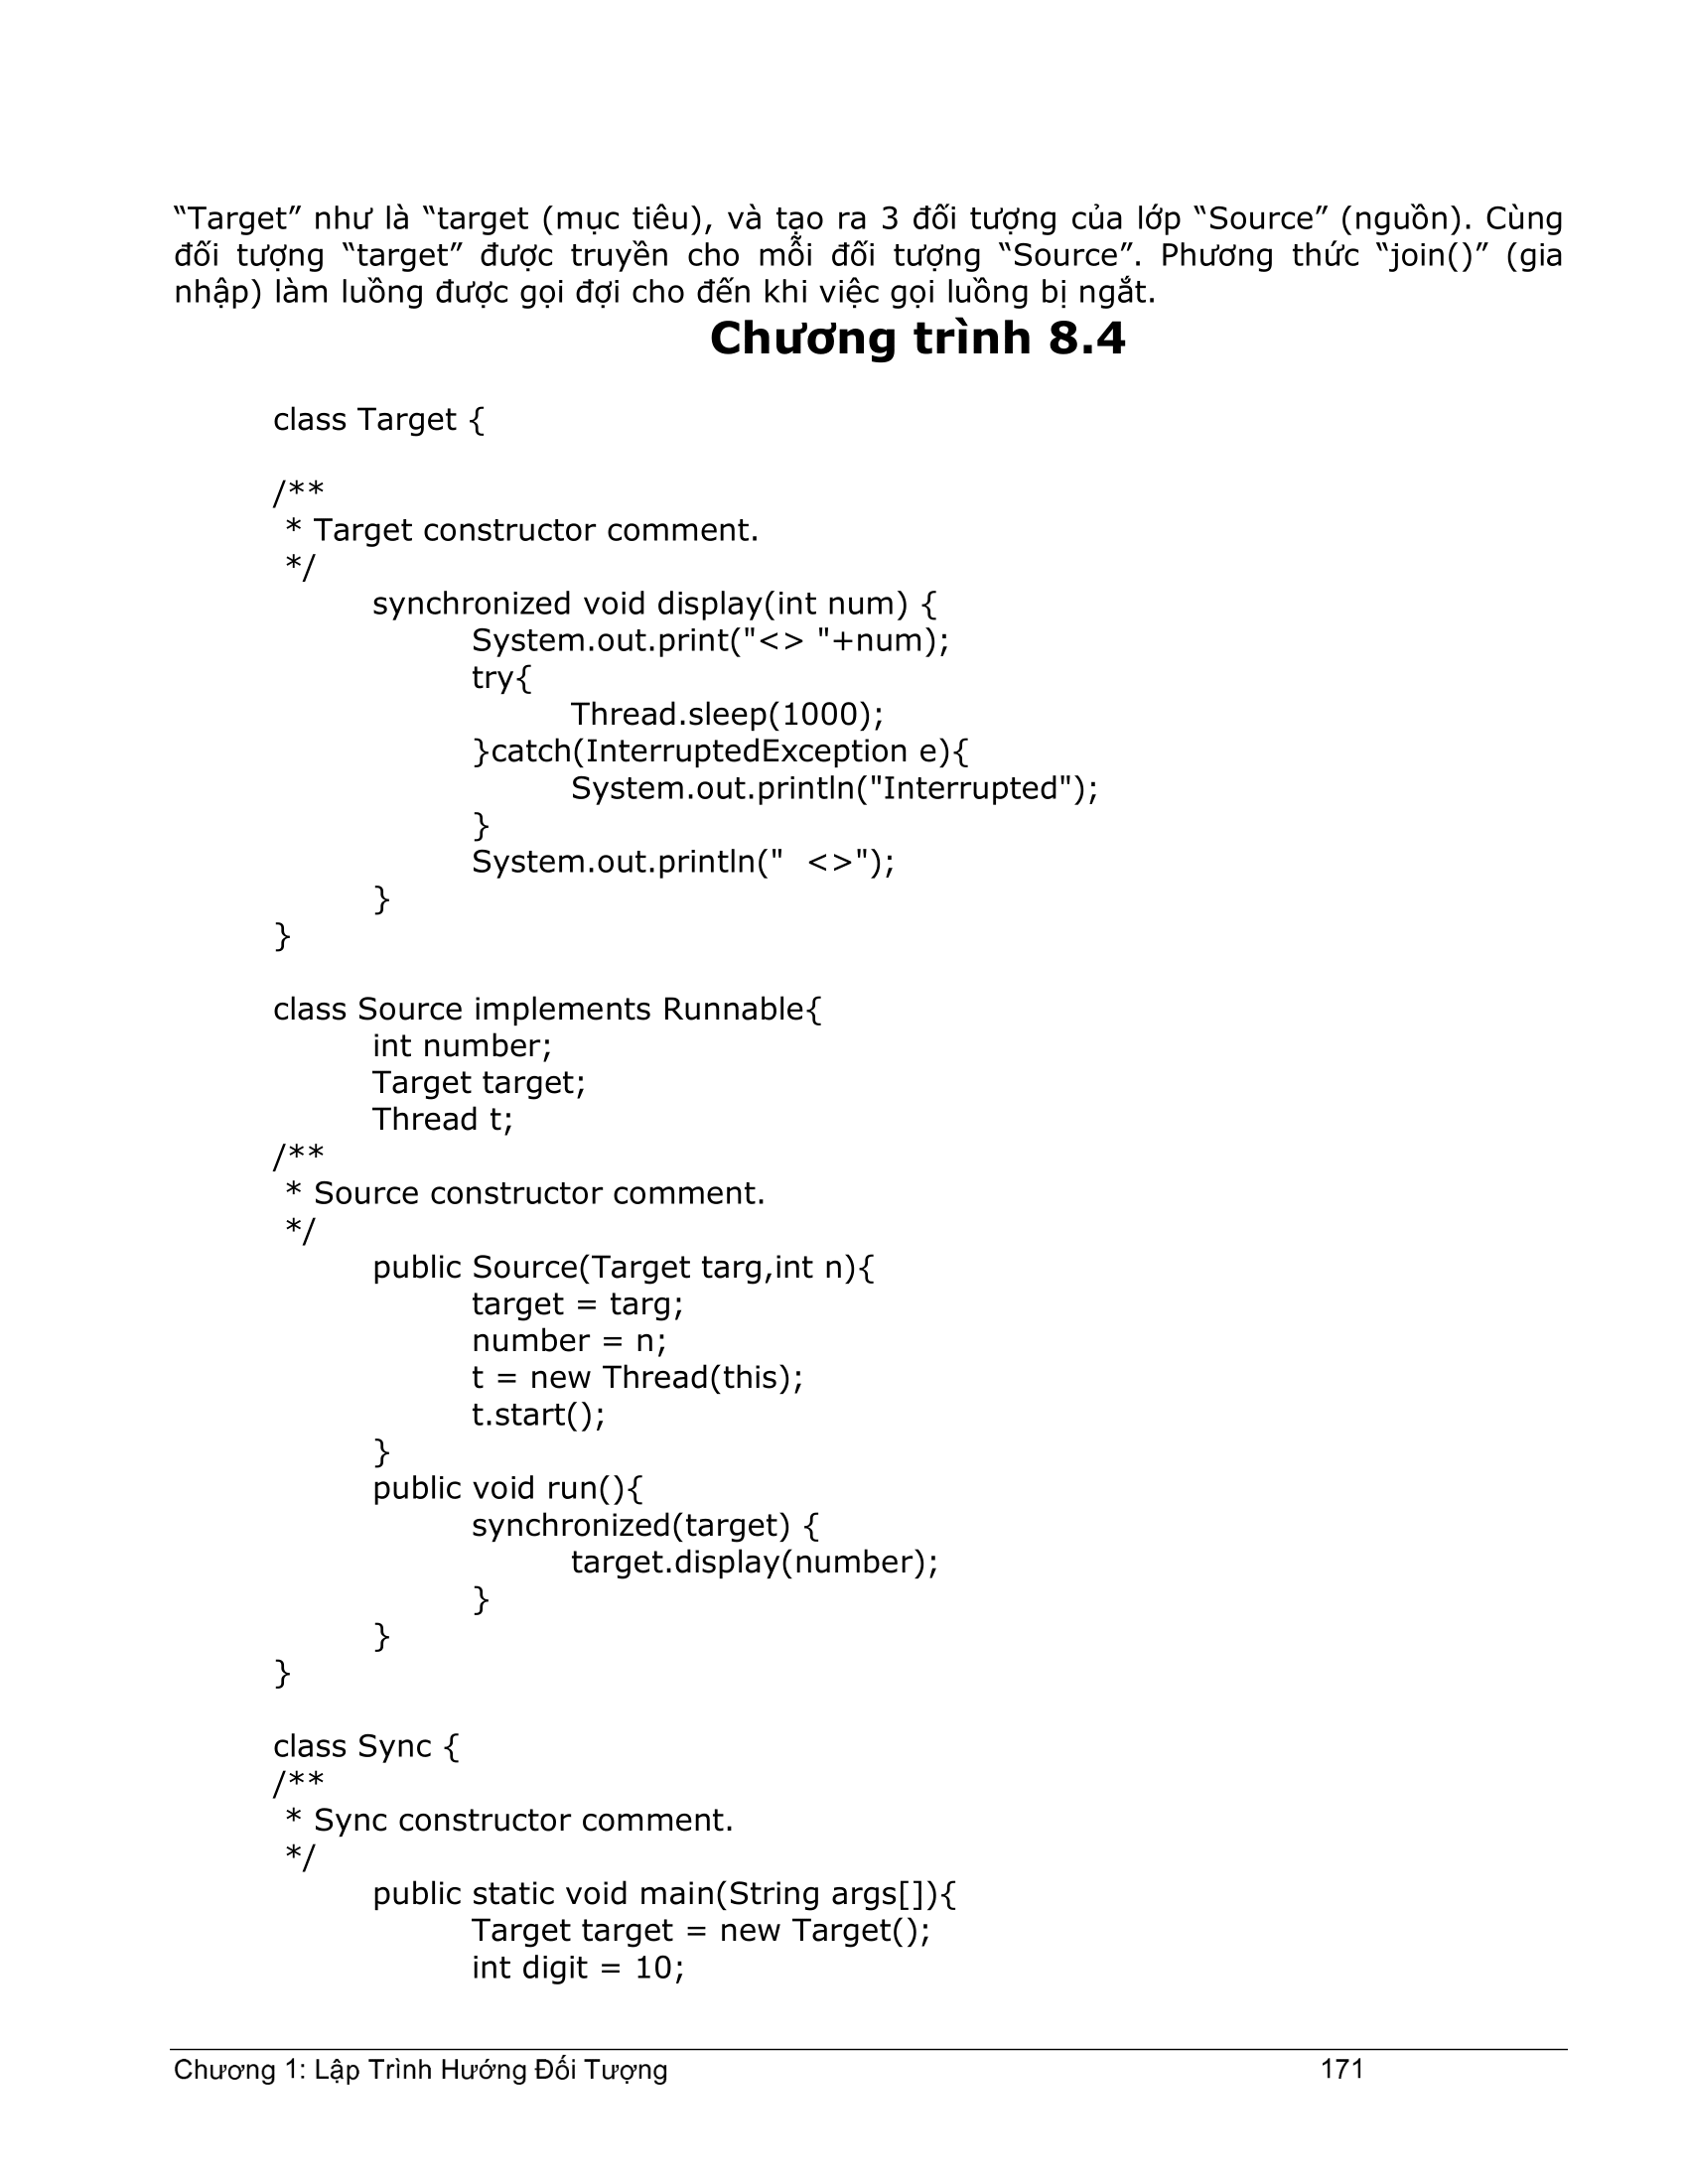 “Target” như là “target (mục tiêu), và tạo ra 3 đối tượng của lớp “Source” (nguồn). Cùng
đối tượng “target” được truyền cho mỗi đối tượng “Source”. Phương thức “join()” (gia
nhập) làm luồng được gọi đợi cho đến khi việc gọi luồng bị ngắt.
Chương trình 8.4
class Target {
/**
 * Target constructor comment.
 */
synchronized void display(int num) {
System.out.print("<> "+num);
try{
Thread.sleep(1000);
}catch(InterruptedException e){
System.out.println("Interrupted");
}
System.out.println("  <>");
}
}
class Source implements Runnable{
int number;
Target target;
Thread t;
/**
 * Source constructor comment.
 */
public Source(Target targ,int n){
target = targ;
number = n;
t = new Thread(this);
t.start();
}
public void run(){
synchronized(target) {
target.display(number);
}
}
}
class Sync {
/**
 * Sync constructor comment.
 */
public static void main(String args[]){
Target target = new Target();
int digit = 10;
Chương 1: Lập Trình Hướng Đối Tượng 171